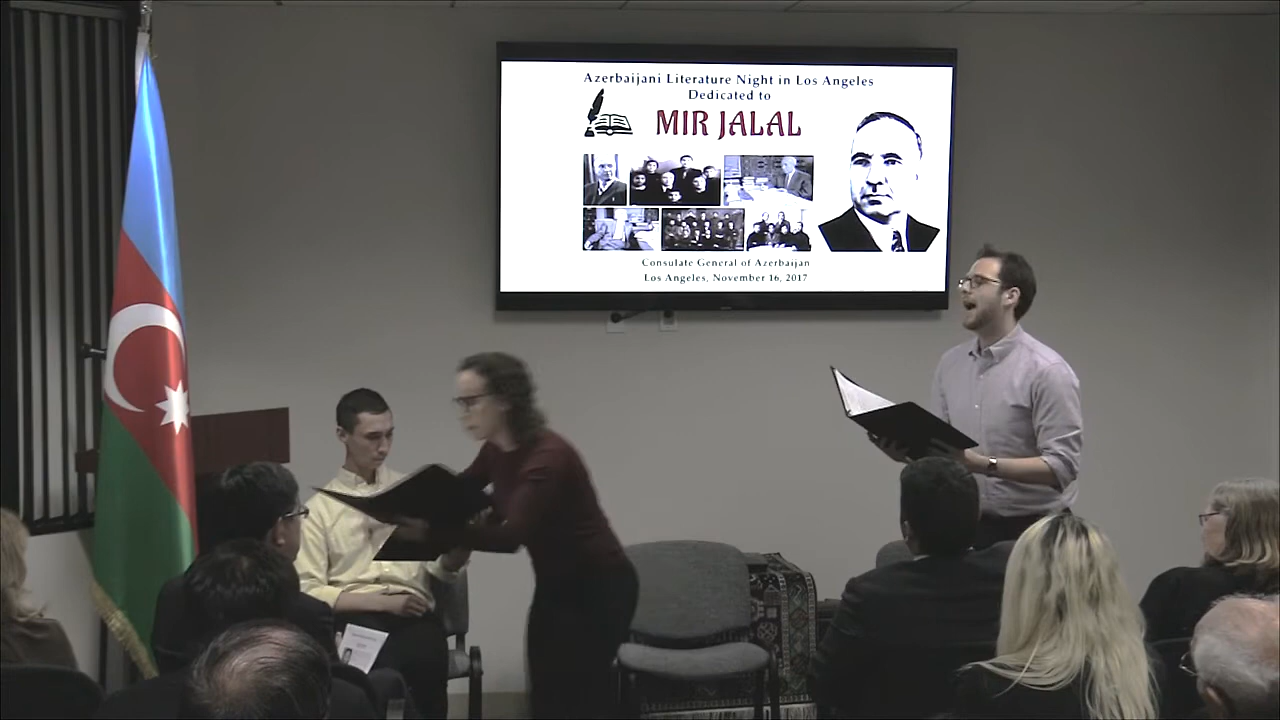 Azerbaijani Literature Night in Los Angeles
Dedicated to
MIR JALAL
Consulate General of Azerbaijan
Los Angeles, November 16, 2017